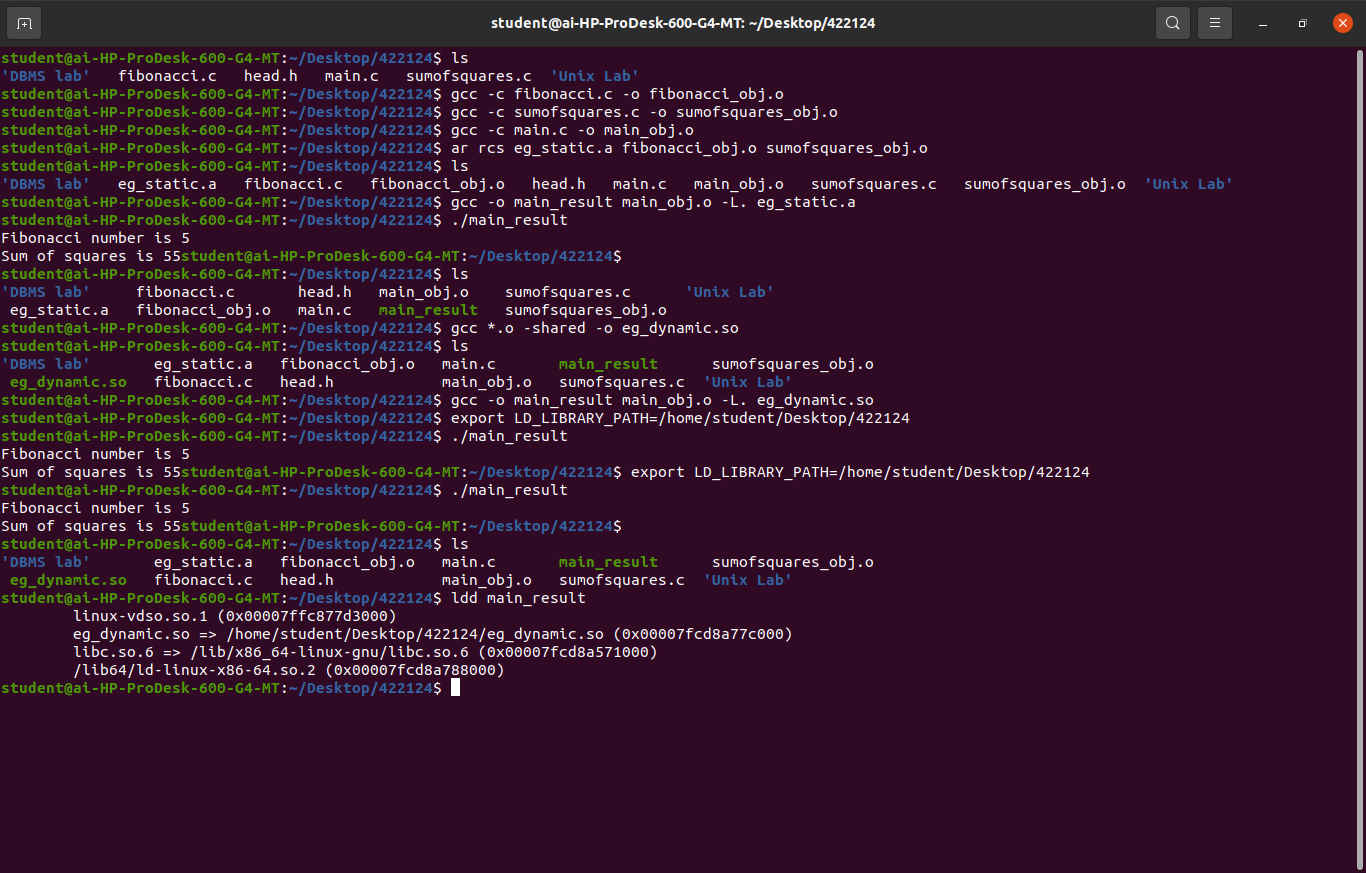 student@ai-HP-ProDesk-600-G4-MT: ~/Desktop/422124
student@ai-HP-ProDesk-600-G4-MT:~/Desktop/422124$ ls
'DBMS lab'   fibonacci.c   head.h   main.c   sumofsquares.c  'Unix Lab'
student@ai-HP-ProDesk-600-G4-MT:~/Desktop/422124$ gcc -c fibonacci.c -o fibonacci_obj.o
student@ai-HP-ProDesk-600-G4-MT:~/Desktop/422124$ gcc -c sumofsquares.c -o sumofsquares_obj.o
student@ai-HP-ProDesk-600-G4-MT:~/Desktop/422124$ gcc -c main.c -o main_obj.o
student@ai-HP-ProDesk-600-G4-MT:~/Desktop/422124$ ar rcs eg_static.a fibonacci_obj.o sumofsquares_obj.o
student@ai-HP-ProDesk-600-G4-MT:~/Desktop/422124$ ls
'DBMS lab'   eg_static.a   fibonacci.c   fibonacci_obj.o   head.h   main.c   main_obj.o   sumofsquares.c   sumofsquares_obj.o  'Unix Lab'
student@ai-HP-ProDesk-600-G4-MT:~/Desktop/422124$ gcc -o main_result main_obj.o -L. eg_static.a
student@ai-HP-ProDesk-600-G4-MT:~/Desktop/422124$ ./main_result
Fibonacci number is 5
Sum of squares is 55student@ai-HP-ProDesk-600-G4-MT:~/Desktop/422124$
student@ai-HP-ProDesk-600-G4-MT:~/Desktop/422124$ ls
'DBMS lab'     fibonacci.c       head.h   main_obj.o    sumofsquares.c      'Unix Lab'
 eg_static.a   fibonacci_obj.o   main.c   main_result   sumofsquares_obj.o
student@ai-HP-ProDesk-600-G4-MT:~/Desktop/422124$ gcc *.o -shared -o eg_dynamic.so
student@ai-HP-ProDesk-600-G4-MT:~/Desktop/422124$ ls
'DBMS lab'       eg_static.a   fibonacci_obj.o   main.c       main_result      sumofsquares_obj.o
 eg_dynamic.so   fibonacci.c   head.h            main_obj.o   sumofsquares.c  'Unix Lab'
student@ai-HP-ProDesk-600-G4-MT:~/Desktop/422124$ gcc -o main_result main_obj.o -L. eg_dynamic.so
student@ai-HP-ProDesk-600-G4-MT:~/Desktop/422124$ export LD_LIBRARY_PATH=/home/student/Desktop/422124
student@ai-HP-ProDesk-600-G4-MT:~/Desktop/422124$ ./main_result
Fibonacci number is 5
Sum of squares is 55student@ai-HP-ProDesk-600-G4-MT:~/Desktop/422124$ export LD_LIBRARY_PATH=/home/student/Desktop/422124
student@ai-HP-ProDesk-600-G4-MT:~/Desktop/422124$ ./main_result
Fibonacci number is 5
Sum of squares is 55student@ai-HP-ProDesk-600-G4-MT:~/Desktop/422124$
student@ai-HP-ProDesk-600-G4-MT:~/Desktop/422124$ ls
'DBMS lab'       eg_static.a   fibonacci_obj.o   main.c       main_result      sumofsquares_obj.o
 eg_dynamic.so   fibonacci.c   head.h            main_obj.o   sumofsquares.c  'Unix Lab'
student@ai-HP-ProDesk-600-G4-MT:~/Desktop/422124$ ldd main_result
        linux-vdso.so.1 (0x00007ffc877d3000)
        eg_dynamic.so => /home/student/Desktop/422124/eg_dynamic.so (0x00007fcd8a77c000)
        libc.so.6 => /lib/x86_64-linux-gnu/libc.so.6 (0x00007fcd8a571000)
        /lib64/ld-linux-x86-64.so.2 (0x00007fcd8a788000)
student@ai-HP-ProDesk-600-G4-MT:~/Desktop/422124$